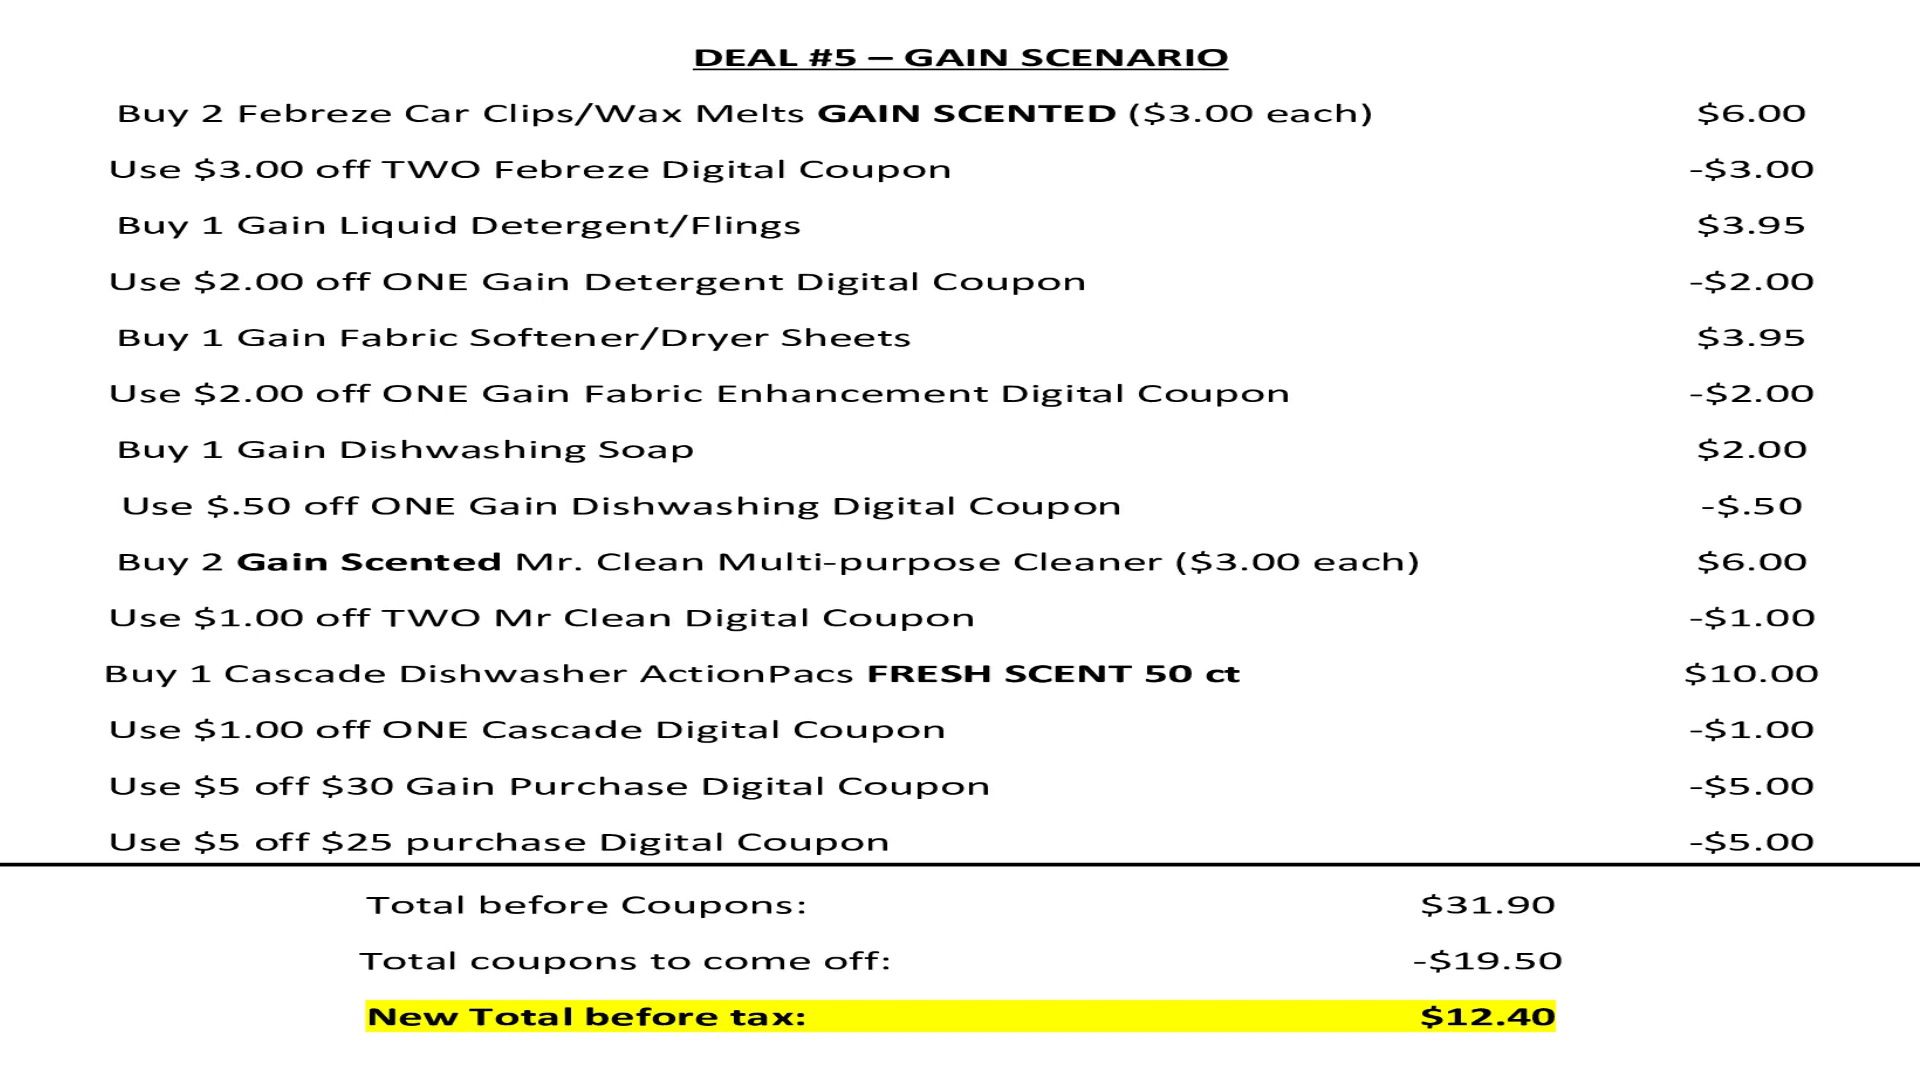 DEAL #5 – GAIN SCENARIO
Buy 2 Febreze Car Clips/Wax Melts GAIN SCENTED ($3.00 each) $6.00
Use $3.00 off TWO Febreze Digital Coupon -$3.00
Buy 1 Gain Liquid Detergent/Flings $3.95
Use $2.00 off ONE Gain Detergent Digital Coupon -$2.00
Buy 1 Gain Fabric Softener/Dryer Sheets $3.95
Use $2.00 off ONE Gain Fabric Enhancement Digital Coupon -$2.00
Buy 1 Gain Dishwashing Soap $2.00
Use $.50 off ONE Gain Dishwashing Digital Coupon -$.50
Buy 2 Gain Scented Mr. Clean Multi-purpose Cleaner ($3.00 each) $6.00
Use $1.00 off TWO Mr Clean Digital Coupon -$1.00
Buy 1 Cascade Dishwasher ActionPacs FRESH SCENT 50 ct $10.00
Use $1.00 off ONE Cascade Digital Coupon -$1.00
Use $5 off $30 Gain Purchase Digital Coupon -$5.00
Use $5 off $25 purchase Digital Coupon -$5.00
Total before Coupons: $31.90
Total coupons to come off: -$19.50
New Total before tax: $12.40